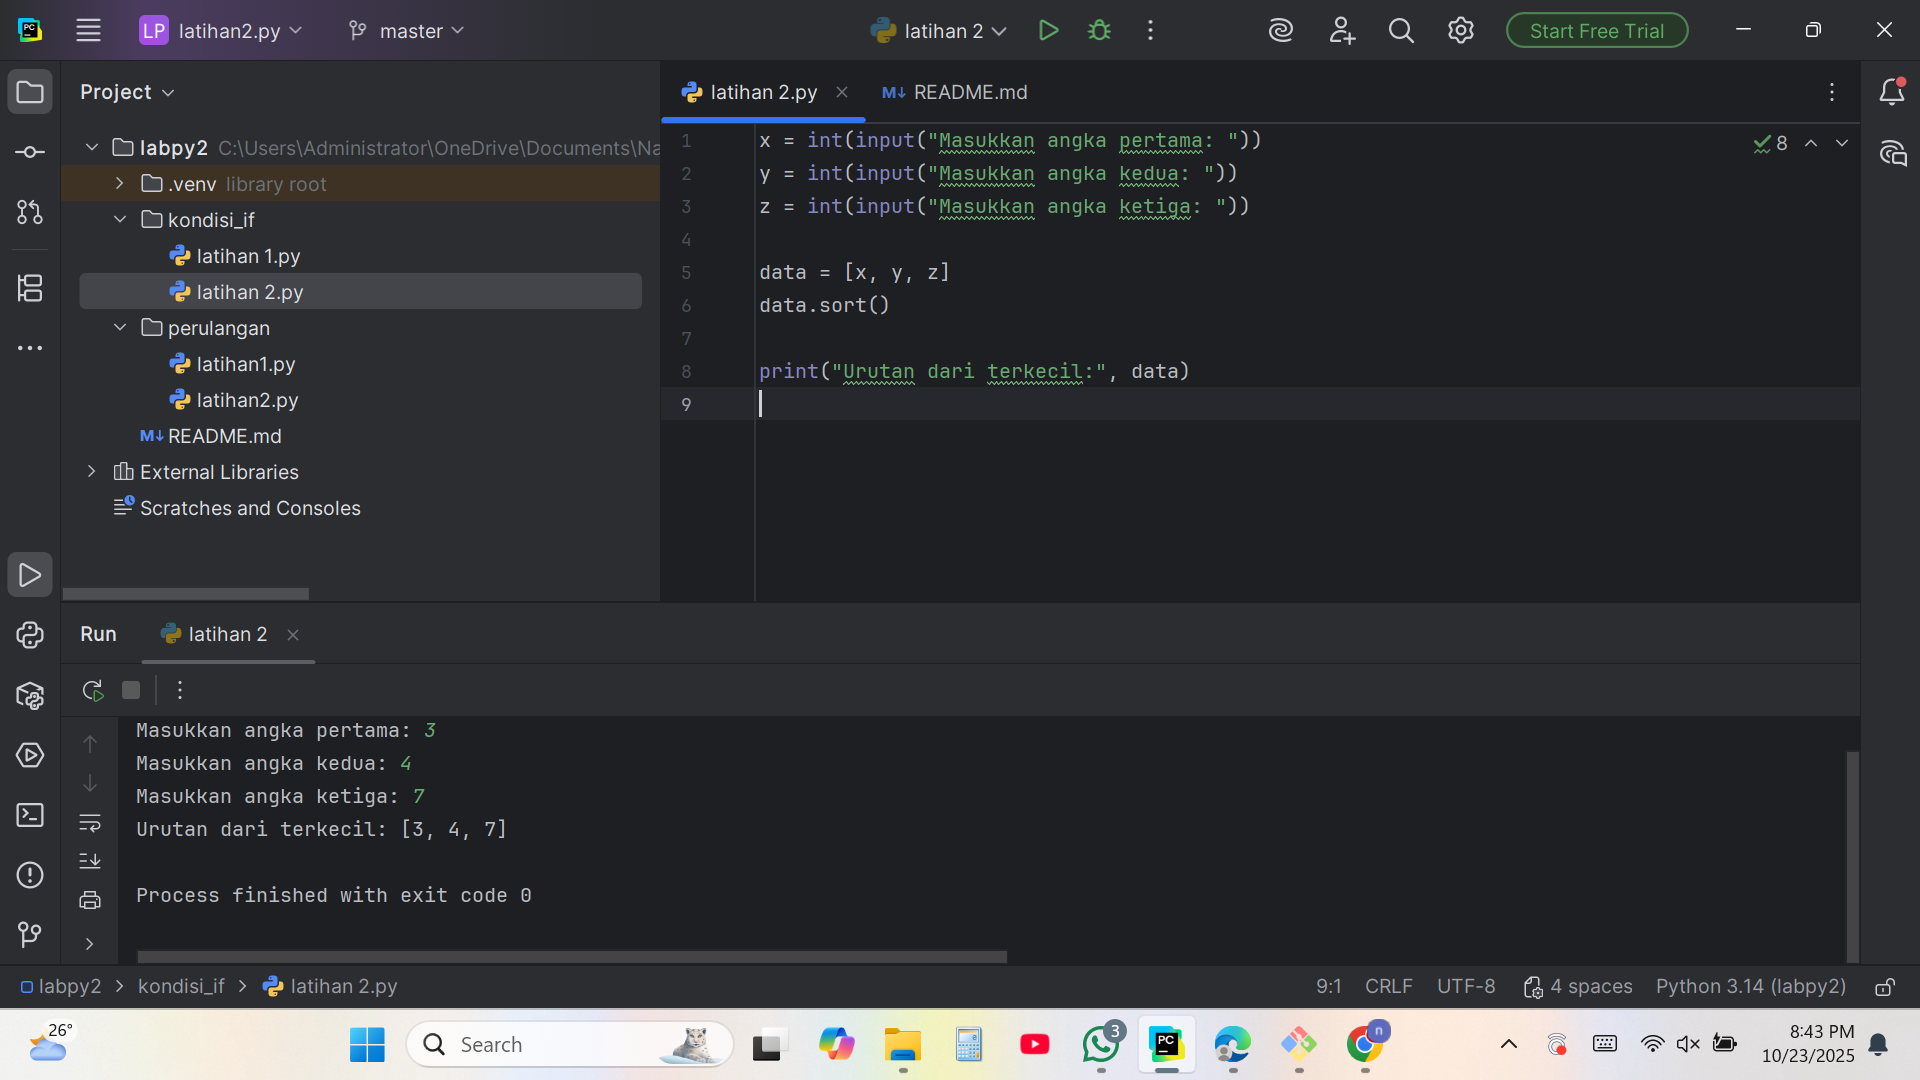 LP latihan2.py
master
latihan 2
Start Free Trial
Project
labpy2 C:\Users\Administrator\OneDrive\Documents\Na
.venv library root
kondisi_if
latihan 1.py
latihan 2.py
perulangan
latihan1.py
latihan2.py
M↓ README.md
External Libraries
Scratches and Consoles
latihan 2.py
M↓ README.md
1 x = int(input("Masukkan angka pertama: "))
2 y = int(input("Masukkan angka kedua: "))
3 z = int(input("Masukkan angka ketiga: "))
4
5 data = [x, y, z]
6 data.sort()
7
8 print("Urutan dari terkecil:", data)
9
8
Run latihan 2
Masukkan angka pertama: 3
Masukkan angka kedua: 4
Masukkan angka ketiga: 7
Urutan dari terkecil: [3, 4, 7]
Process finished with exit code 0
labpy2 > kondisi_if > latihan 2.py
9:1 CRLF UTF-8 4 spaces Python 3.14 (labpy2)
26°
Search
PC
3
PC
n
8:43 PM
10/23/2025